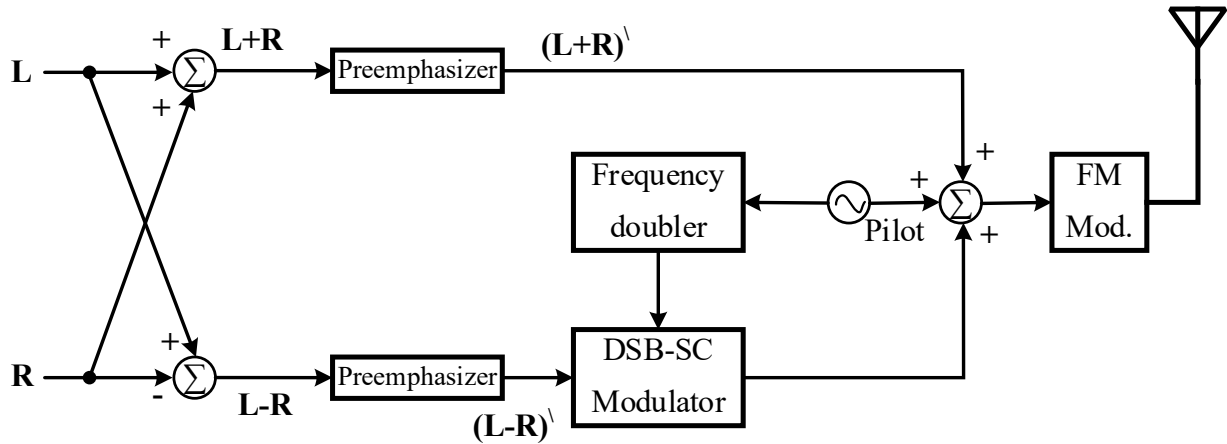 L
+
+
∑
L+R
Preemphasizer
(L+R)\
Frequency
doubler
+
Pilot
+
∑
+
FM
Mod.
R
+
-
∑
L-R
Preemphasizer
(L-R)\
DSB-SC
Modulator